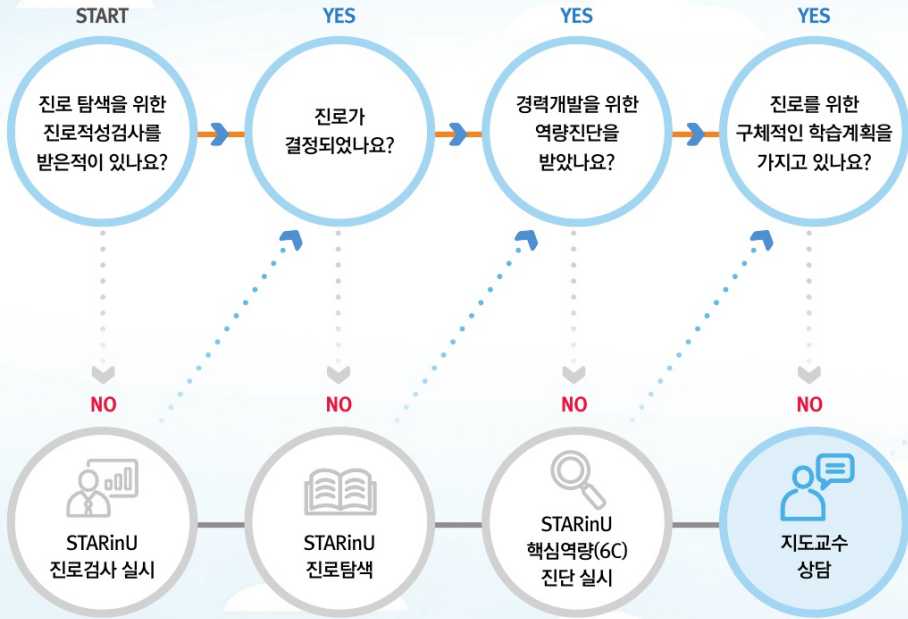 START
YES
YES
YES
진로 탐색을 위한
진로적성검사를
받은적이 있나요?
진로가
결정되었나요?
경력개발을 위한
역량진단을
받았나요?
진로를 위한
구체적인 학습계획을
가지고 있나요?
NO
NO
NO
NO
STARinU
진로검사 실시
STARinU
진로탐색
STARinU
핵심역량(6C)
진단 실시
지도교수
상담